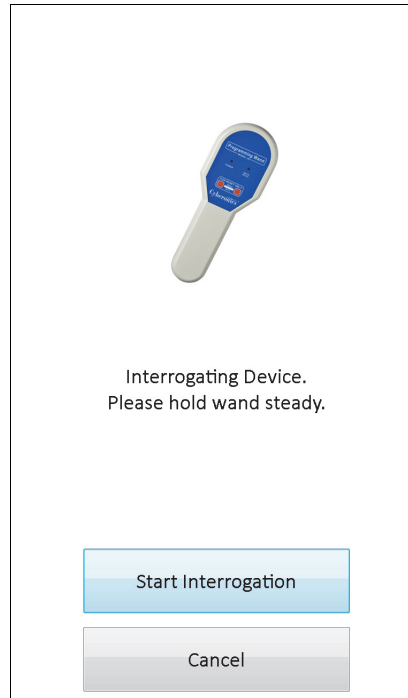 Programming Wand
Cyberonics
Interrogating Device.
Please hold wand steady.
Start Interrogation
Cancel